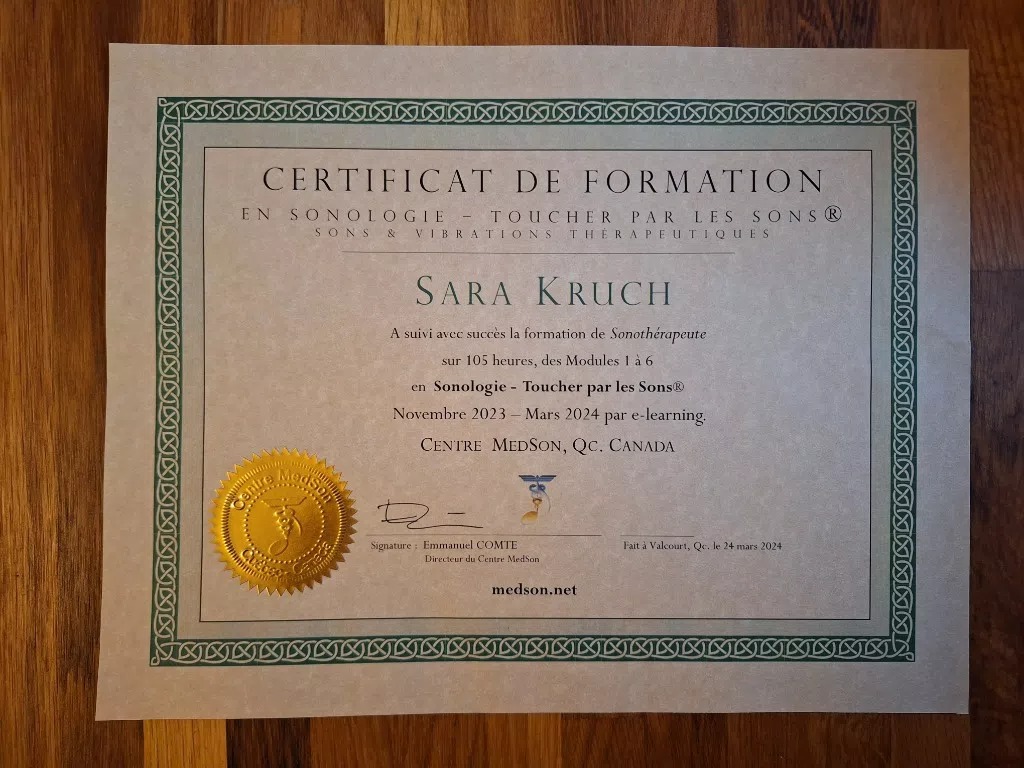 CERTIFICAT DE FORMATION
EN SONOLOGIE – TOUCHER PAR LES SONS®
SONS & VIBRATIONS THÉRAPEUTIQUES
SARA KRUCH
A suivi avec succès la formation de Sonothérapeute
sur 105 heures, des Modules 1 à 6
en Sonologie - Toucher par les Sons®
Novembre 2023 – Mars 2024 par e-learning.
CENTRE MEDSON, QC. CANADA
Centre MedSon
Signature : Emmanuel COMTE
Directeur du Centre MedSon
Fait à Valcourt, Qc. le 24 mars 2024
medson.net